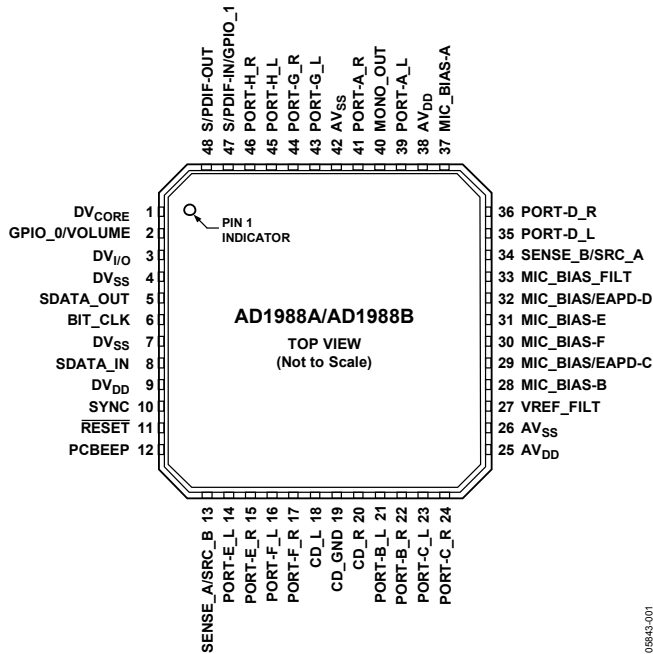 48 S/PDIF-OUT
47 S/PDIF-IN/GPIO_1
46 PORT-H_R
45 PORT-H_L
44 PORT-G_R
43 PORT-G_L
42 AVSS
41 PORT-A_R
40 MONO_OUT
39 PORT-A_L
38 AVDD
37 MIC_BIAS-A
DVCORE 1
GPIO_0/VOLUME 2
DVI/O 3
DVSS 4
SDATA_OUT 5
BIT_CLK 6
DVSS 7
SDATA_IN 8
DVDD 9
SYNC 10
RESET 11
PCBEEP 12
PIN 1
INDICATOR
AD1988A/AD1988B
TOP VIEW
(Not to Scale)
36 PORT-D_R
35 PORT-D_L
34 SENSE_B/SRC_A
33 MIC_BIAS_FILT
32 MIC_BIAS/EAPD-D
31 MIC_BIAS-E
30 MIC_BIAS-F
29 MIC_BIAS/EAPD-C
28 MIC_BIAS-B
27 VREF_FILT
26 AVSS
25 AVDD
SENSE_A/SRC_B 13
PORT-E_L 14
PORT-E_R 15
PORT-F_L 16
PORT-F_R 17
CD_L 18
CD_GND 19
CD_R 20
PORT-B_L 21
PORT-B_R 22
PORT-C_L 23
PORT-C_R 24
05843-001